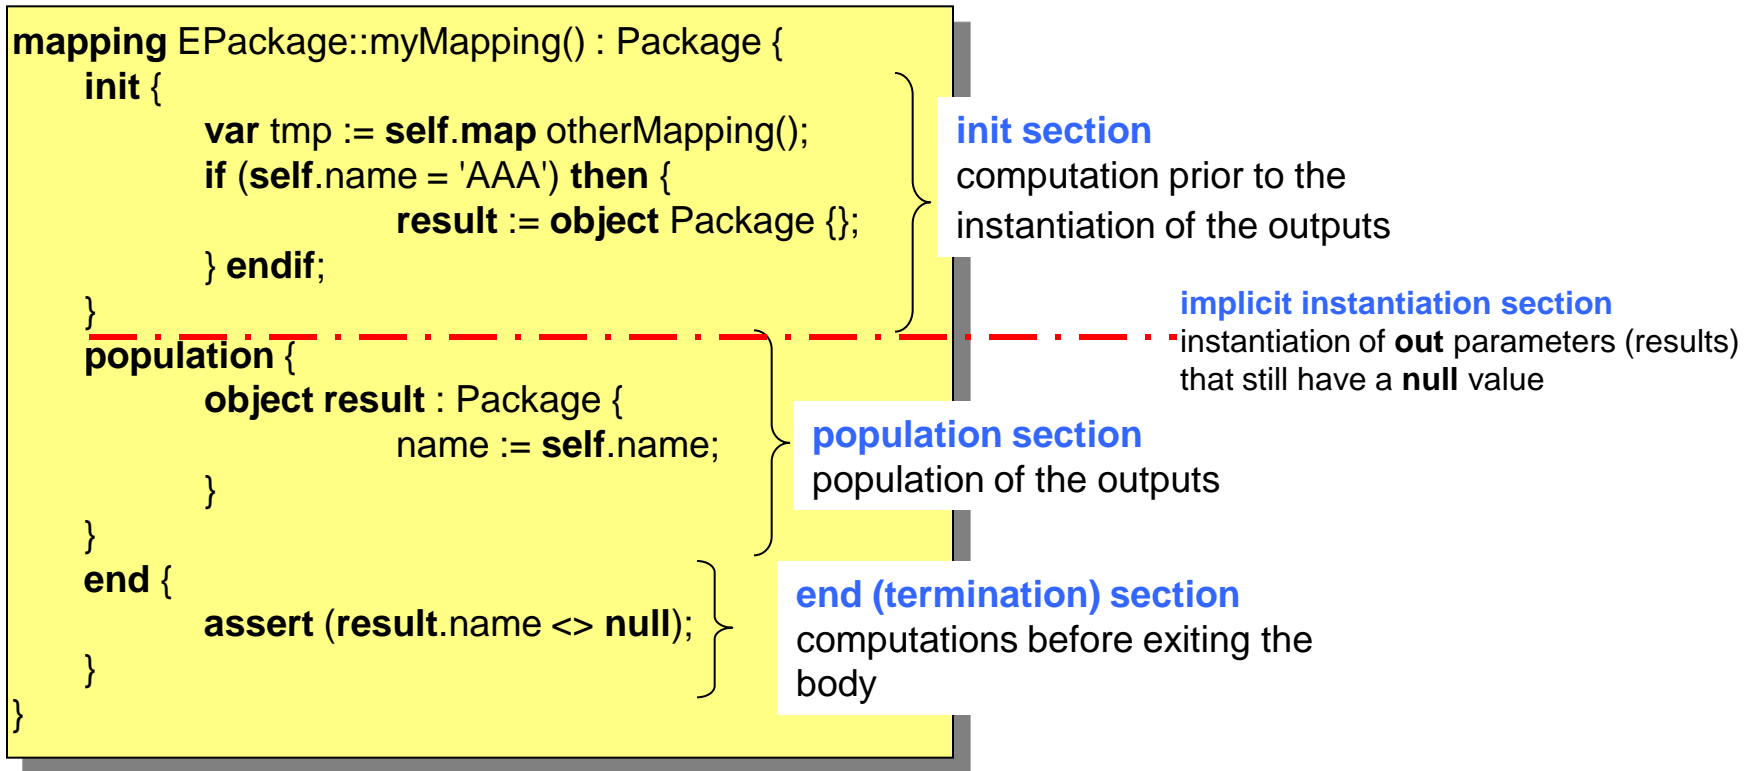 mapping EPackage::myMapping() : Package {
init {
var tmp := self.map otherMapping();
if (self.name = 'AAA') then {
result := object Package {};
} endif;
}
population {
object result : Package {
name := self.name;
}
}
end {
assert (result.name <> null);
}
}
init section
computation prior to the
instantiation of the outputs
implicit instantiation section
instantiation of out parameters (results)
that still have a null value
population section
population of the outputs
end (termination) section
computations before exiting the
body